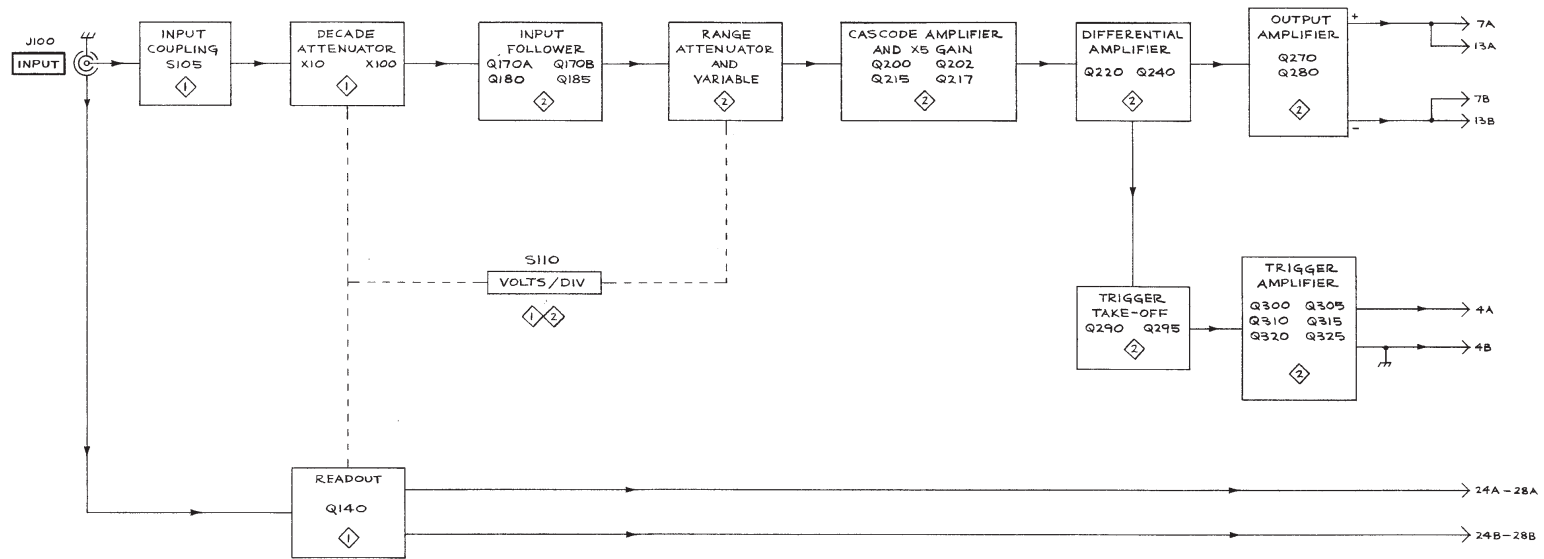 J100
INPUT
INPUT
COUPLING
S105
1
DECADE
ATTENUATOR
X10 X100
1
INPUT
FOLLOWER
Q170A Q170B
Q180 Q185
2
RANGE
ATTENUATOR
AND
VARIABLE
2
CASCODE AMPLIFIER
AND X5 GAIN
Q200 Q202
Q215 Q217
2
DIFFERENTIAL
AMPLIFIER
Q220 Q240
2
OUTPUT
AMPLIFIER
Q270
Q280
2
+
7A
13A
7B
13B
-
S110
VOLTS/DIV
1 2
TRIGGER
TAKE-OFF
Q290 Q295
2
TRIGGER
AMPLIFIER
Q300 Q305
Q310 Q315
Q320 Q325
2
4A
4B
READOUT
Q140
1
24A-28A
24B-28B